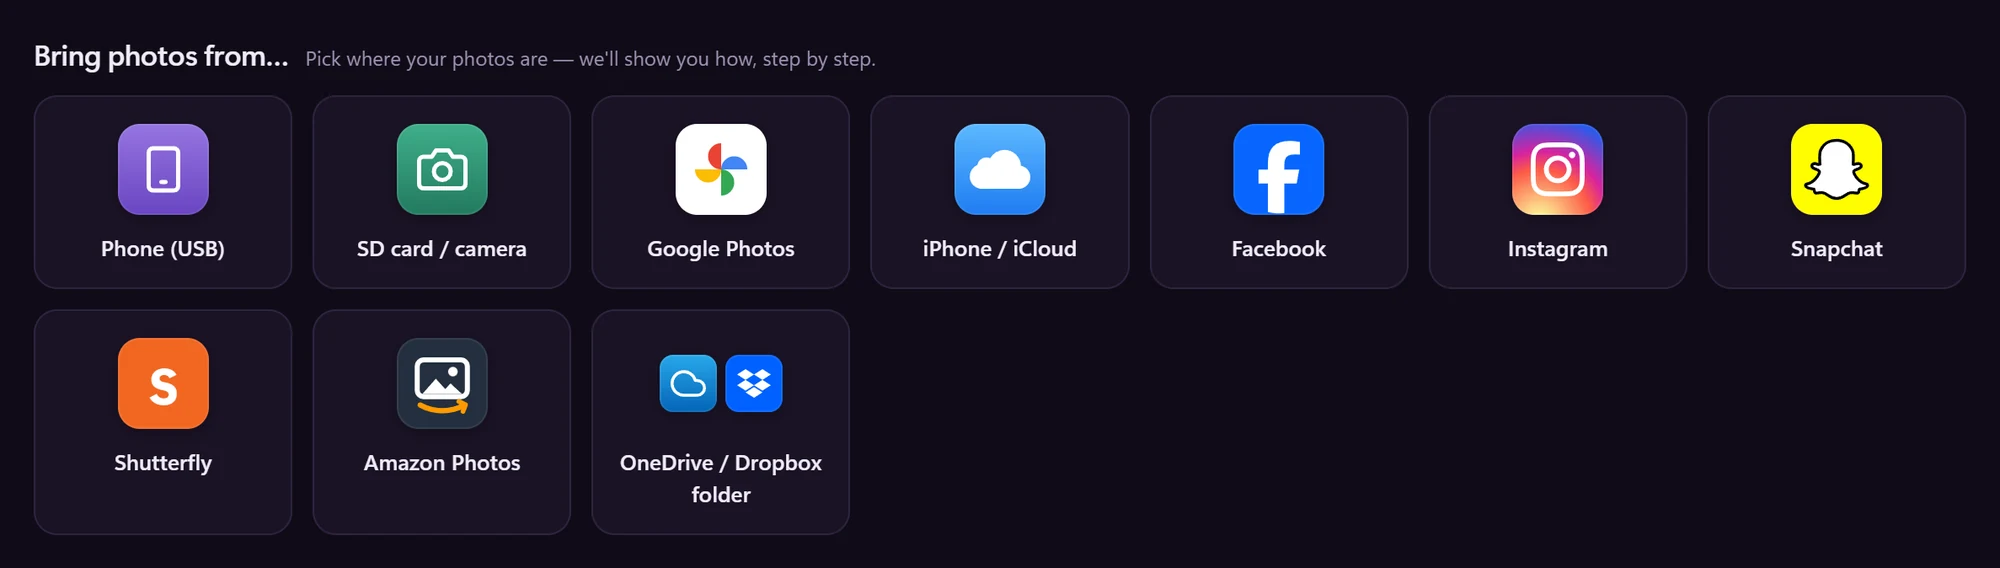 Bring photos from... Pick where your photos are — we'll show you how, step by step.
Phone (USB)
SD card / camera
Google Photos
iPhone / iCloud
Facebook
Instagram
Snapchat
S
Shutterfly
Amazon Photos
OneDrive / Dropbox
folder